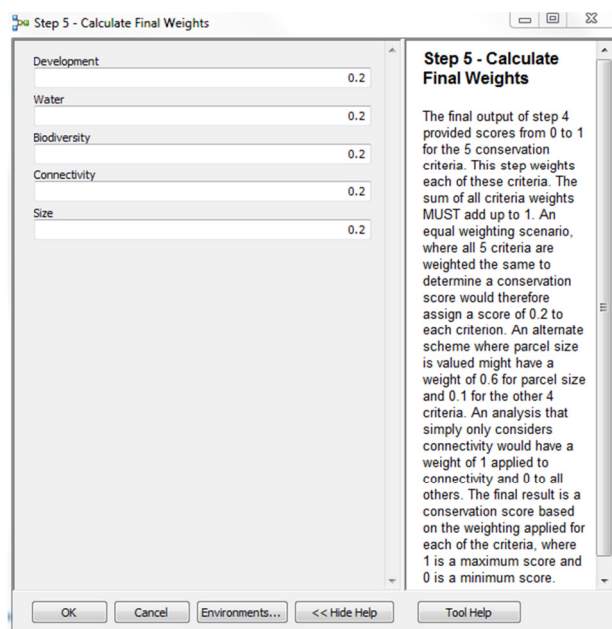 Step 5 - Calculate Final Weights
Development
0.2
Water
0.2
Biodiversity
0.2
Connectivity
0.2
Size
0.2
Step 5 - Calculate
Final Weights
The final output of step 4
provided scores from 0 to 1
for the 5 conservation
criteria. This step weights
each of these criteria. The
sum of all criteria weights
MUST add up to 1. An
equal weighting scenario,
where all 5 criteria are
weighted the same to
determine a conservation
score would therefore
assign a score of 0.2 to
each criterion. An alternate
scheme where parcel size
is valued might have a
weight of 0.6 for parcel size
and 0.1 for the other 4
criteria. An analysis that
simply only considers
connectivity would have a
weight of 1 applied to
connectivity and 0 to all
others. The final result is a
conservation score based
on the weighting applied for
each of the criteria, where
1 is a maximum score and
0 is a minimum score.
OK
Cancel
Environments...
<< Hide Help
Tool Help